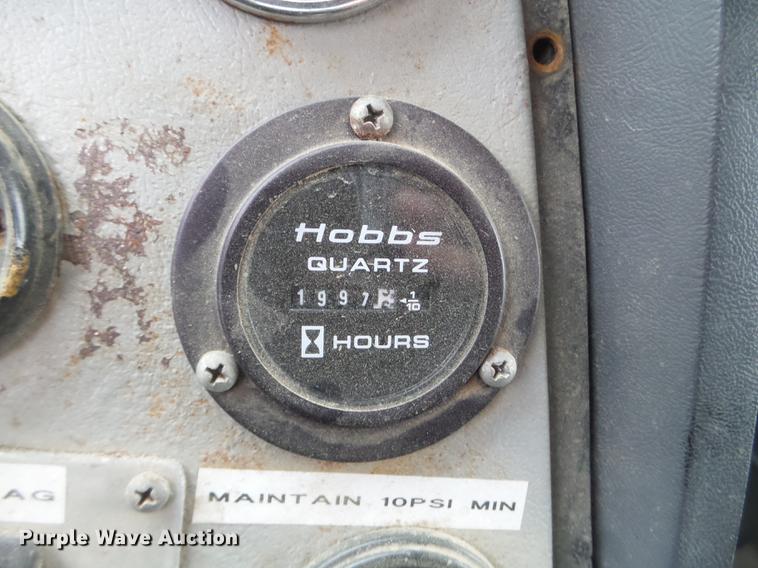 Hobbs
QUARTZ
1997 1/10
HOURS
AG
MAINTAIN 10PSI MIN
Purple Wave Auction